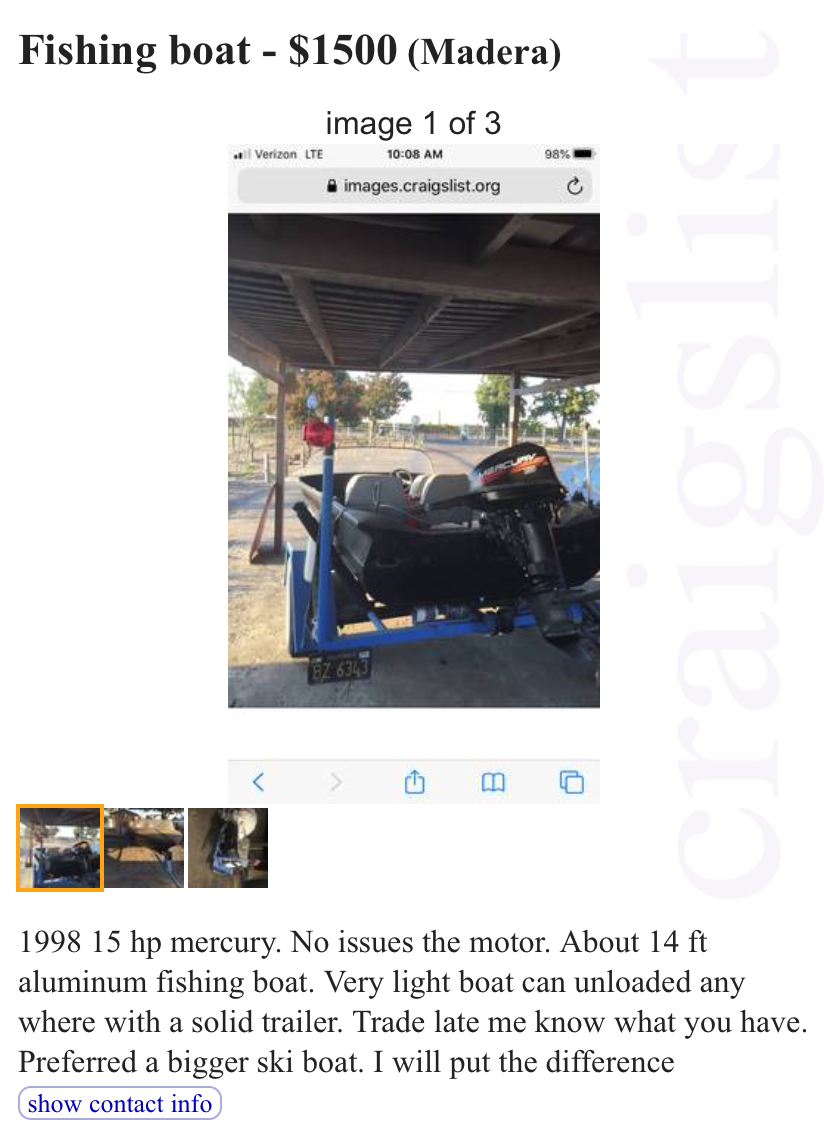 Fishing boat - $1500 (Madera)
image 1 of 3
Verizon LTE 10:08 AM 98%
images.craigslist.org
MERCURY
BZ 6343
craigslist
1998 15 hp mercury. No issues the motor. About 14 ft
aluminum fishing boat. Very light boat can unloaded any
where with a solid trailer. Trade late me know what you have.
Preferred a bigger ski boat. I will put the difference
show contact info